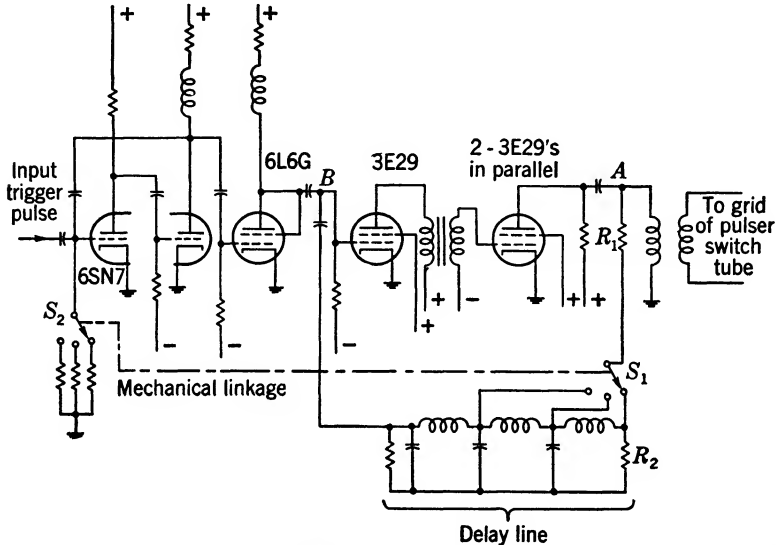 + + +
Input
trigger
pulse
6SN7
6L6G
B
3E29
2 - 3E29's
in parallel
A
R1
To grid
of pulser
switch
tube
S2
- - - + + - + +
Mechanical linkage
S1
R2
Delay line